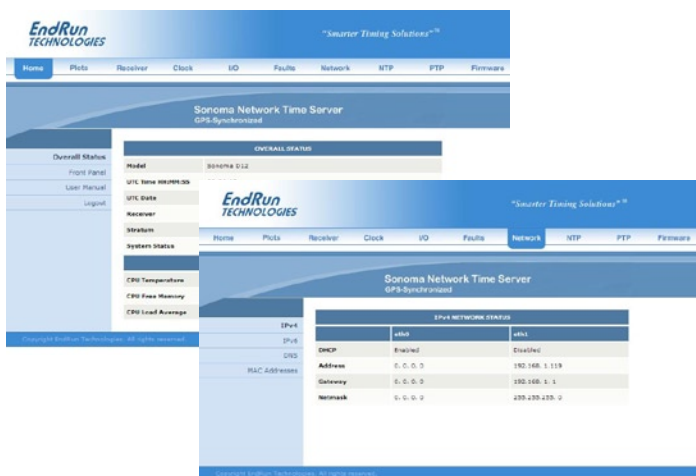 EndRun
TECHNOLOGIES
"Smarter Timing Solutions"
Home Plots Receiver Clock I/O Faults Network NTP PTP Firmware
Sonoma Network Time Server
GPS-Synchronized
OVERALL STATUS
Overall Status
Front Panel
User Manual
Logout
Model Sonoma D12
UTC Time HH:MM:SS
UTC Date
Receiver
Stratum
System Status
CPU Temperature
CPU Free Memory
CPU Load Average
Copyright EndRun Technologies. All rights reserved.
EndRun
TECHNOLOGIES
"Smarter Timing Solutions"
Home Plots Receiver Clock I/O Faults Network NTP PTP Firmware
Sonoma Network Time Server
GPS-Synchronized
IPv4
IPv6
DNS
MAC Addresses
IPv4 NETWORK STATUS
eth0 eth1
DHCP Enabled Disabled
Address 0. 0. 0. 0 192.168. 1.119
Gateway 0. 0. 0. 0 192.168. 1. 1
Netmask 0. 0. 0. 0 255.255.255. 0
Copyright EndRun Technologies. All rights reserved.